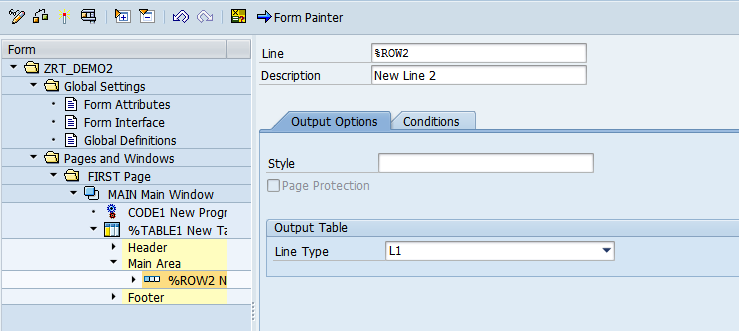 Form Painter
Form
ZRT_DEMO2
Global Settings
Form Attributes
Form Interface
Global Definitions
Pages and Windows
FIRST Page
MAIN Main Window
CODE1 New Progr
%TABLE1 New Ta
Header
Main Area
%ROW2 N
Footer
Line %ROW2
Description New Line 2
Output Options Conditions
Style
Page Protection
Output Table
Line Type L1